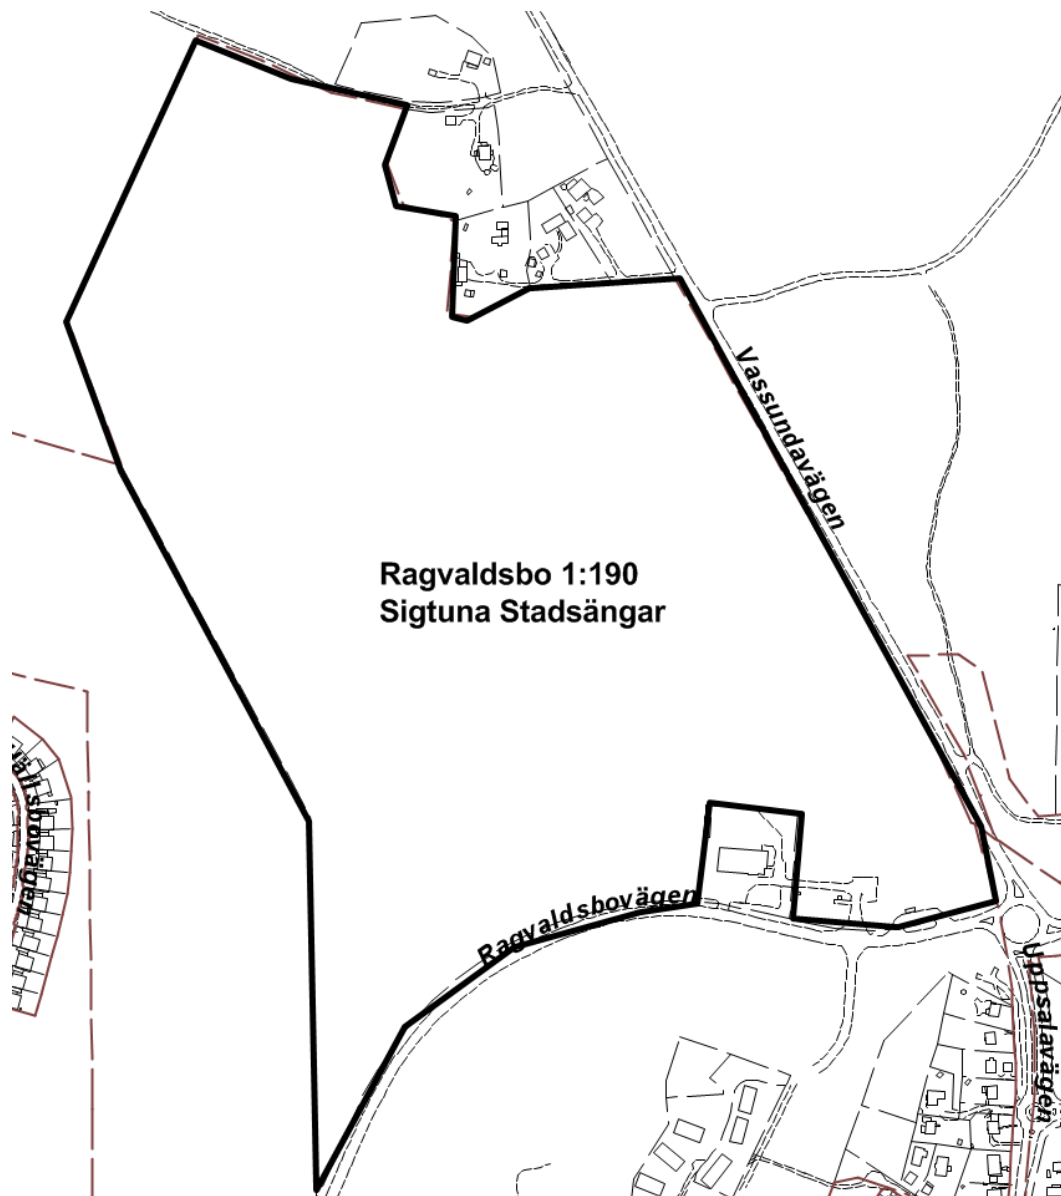 Vassundavägen
Ragvaldsbo 1:190
Sigtuna Stadsängar
Ragvaldsbovägen
Uppsalavägen